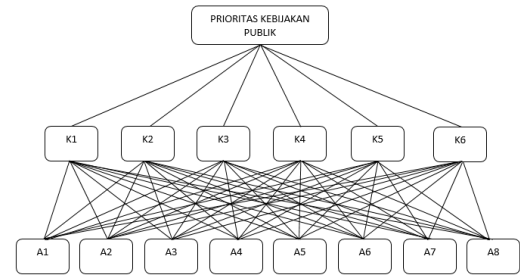 PRIORITAS KEBIJAKAN
PUBLIK
K1 K2 K3 K4 K5 K6
A1 A2 A3 A4 A5 A6 A7 A8